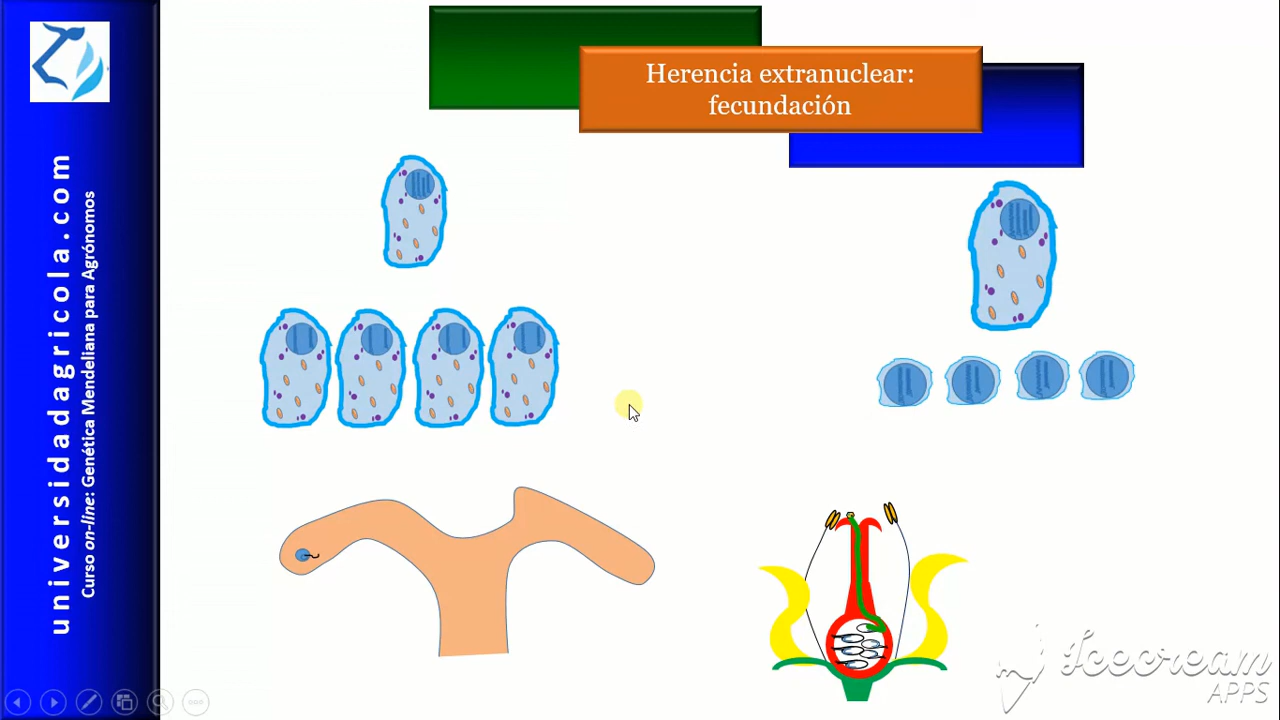 Herencia extranuclear:
fecundación
universidadagricola.com
Curso on-line: Genética Mendeliana para Agrónomos
Icecream
APPS